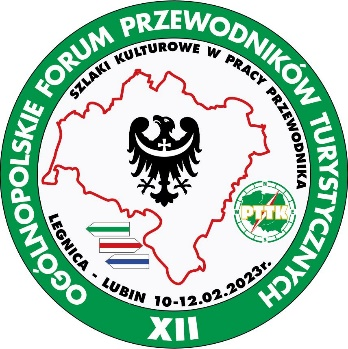 XII OGÓLNOPOLSKIE FORUM PRZEWODNIKÓW TURYSTYCZNYCH
SZLAKI KULTUROWE W PRACY PRZEWODNIKA
PTTK
LEGNICA - LUBIN 10-12.02.2023r.